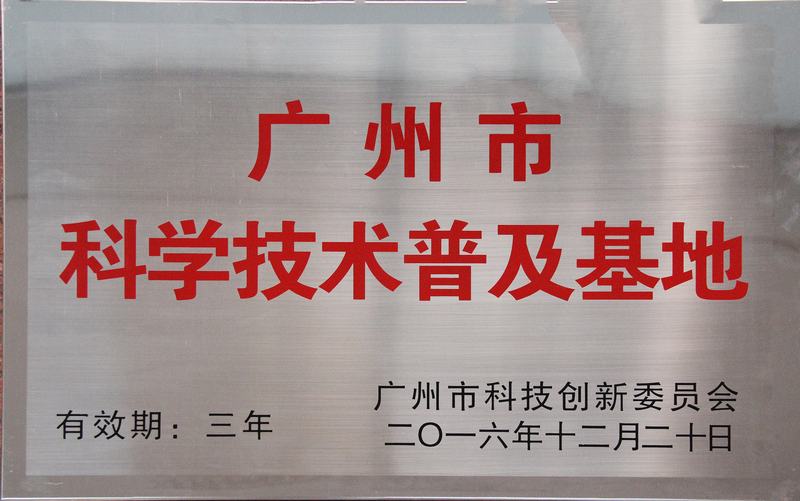 广州市
科学技术普及基地
有效期：三年
广州市科技创新委员会
二〇一六年十二月二十日